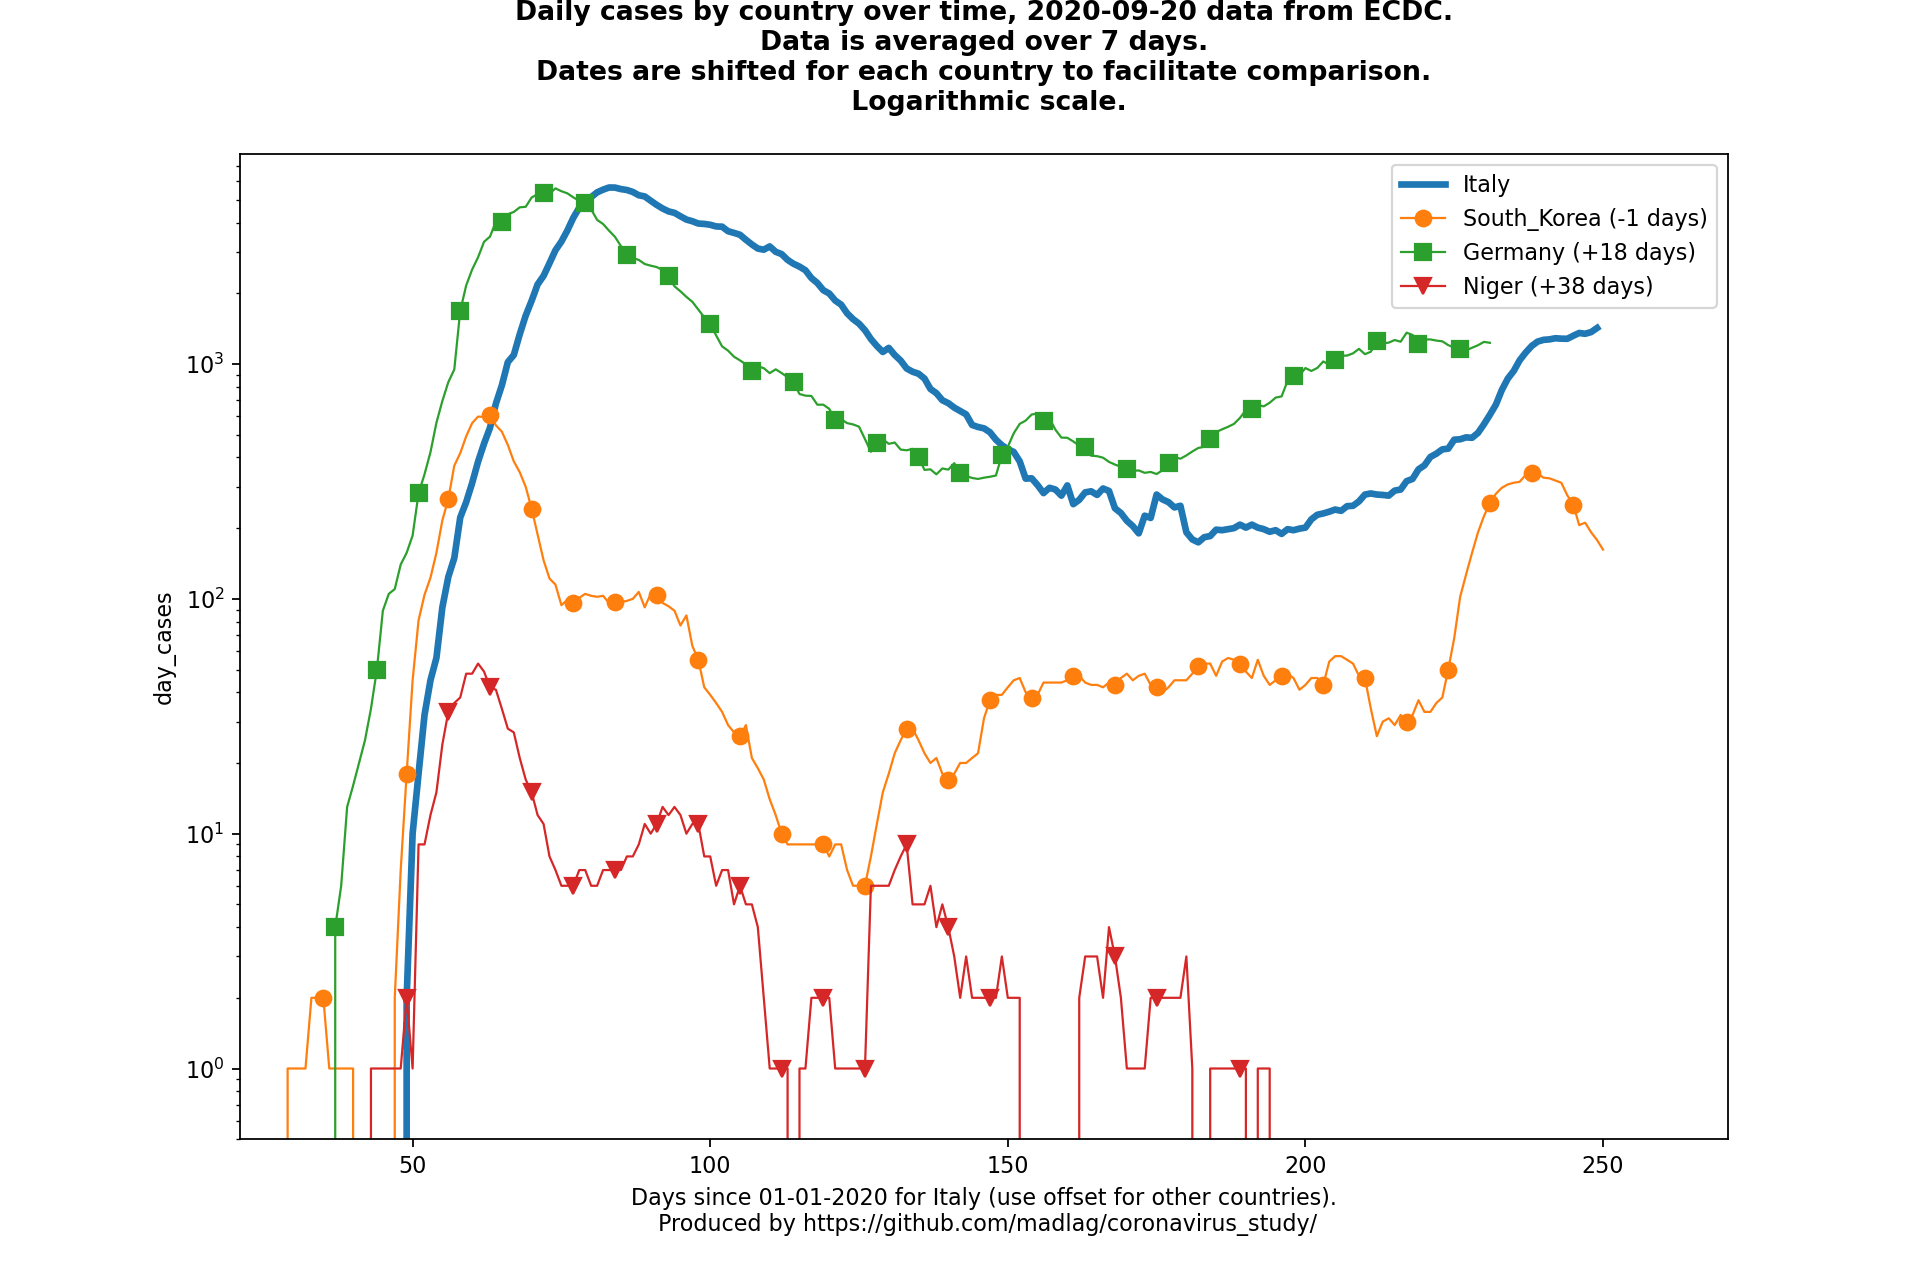 Daily cases by country over time, 2020-09-20 data from ECDC.
Data is averaged over 7 days.
Dates are shifted for each country to facilitate comparison.
Logarithmic scale.
Italy
South_Korea (-1 days)
Germany (+18 days)
Niger (+38 days)
day_cases
10³
10²
10¹
10⁰
50
100
150
200
250
Days since 01-01-2020 for Italy (use offset for other countries).
Produced by https://github.com/madlag/coronavirus_study/